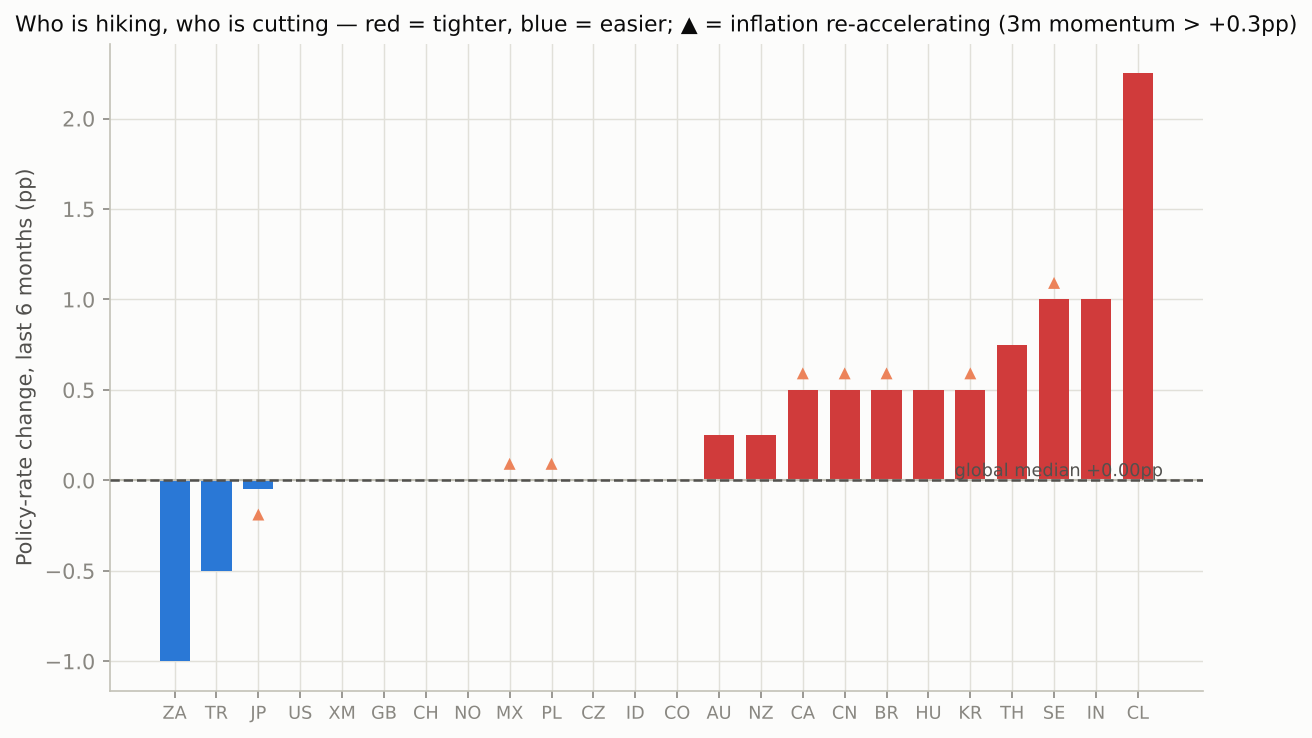 Who is hiking, who is cutting — red = tighter, blue = easier; ▲ = inflation re-accelerating (3m momentum > +0.3pp)
Policy-rate change, last 6 months (pp)
2.0
1.5
1.0
0.5
0.0
−0.5
−1.0
global median +0.00pp
ZA TR JP US XM GB CH NO MX PL CZ ID CO AU NZ CA CN BR HU KR TH SE IN CL